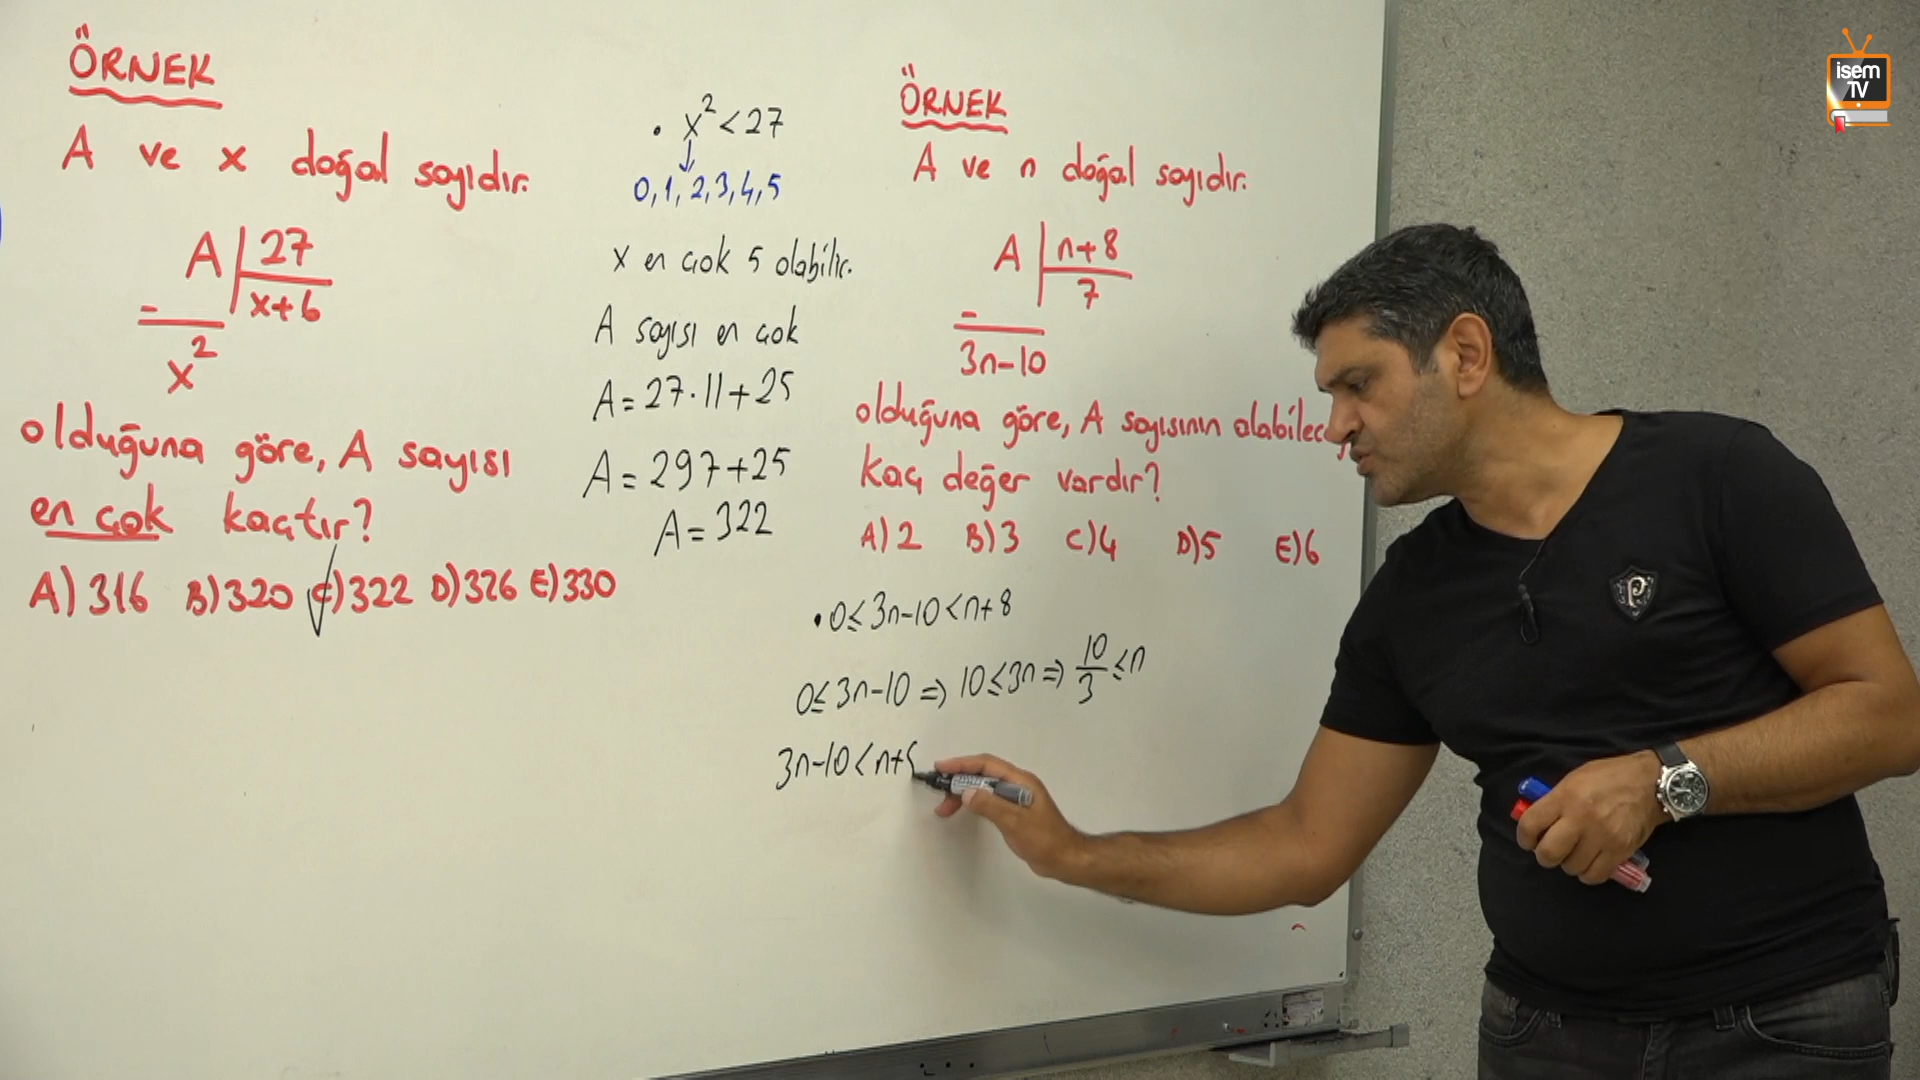 ÖRNEK
A ve x doğal sayıdır.
A 27
- x+6
x²
olduğuna göre, A sayısı
en çok kaçtır?
A) 316 B) 320 C) 322 D) 326 E) 330
• x² < 27
0, 1, 2, 3, 4, 5
x en çok 5 olabilir.
A sayısı en çok
A = 27·11 + 25
A = 297 + 25
A = 322
ÖRNEK
A ve n doğal sayıdır.
A n+8
- 7
3n-10
olduğuna göre, A sayısının
kaç değer vardır?
A) 2 B) 3 C) 4 D) 5 E) 6
• 0 ≤ 3n-10 < n+8
0 ≤ 3n-10 ⇒ 10 ≤ 3n ⇒ 10/3 ≤ n
3n-10 < n+
isem
TV
P